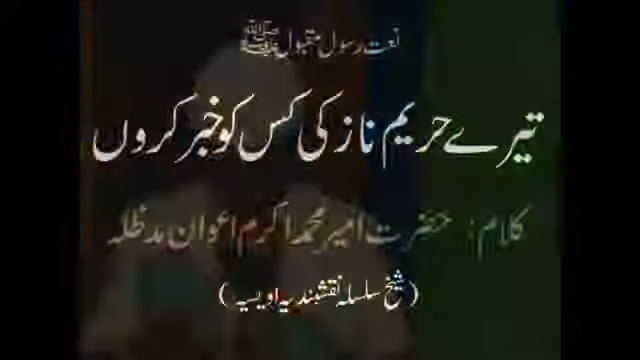 نعت رسول مقبول ﷺ
تیرے حریم ناز کی کس کو خبر کروں
کلام: حضرت امیر محمد اکرم اعوان مدظلہ
(شیخ سلسلہ نقشبندیہ اویسیہ)